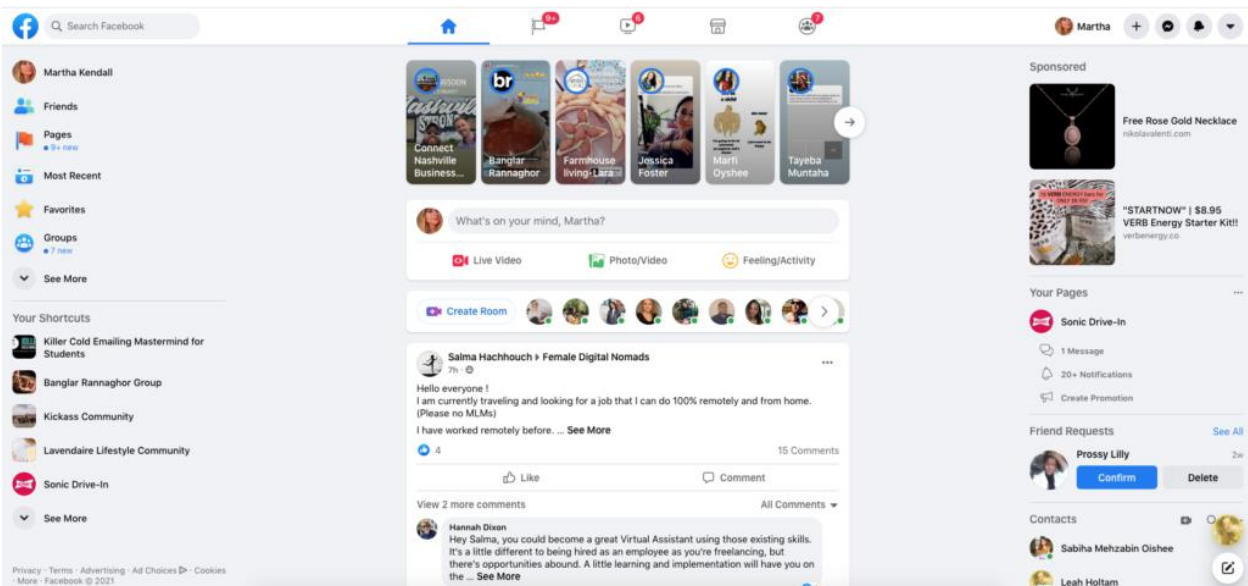 Search Facebook
9+
6
7
Martha
Martha Kendall
Friends
Pages
9+ new
Most Recent
Favorites
Groups
7 new
See More
Your Shortcuts
Killer Cold Emailing Mastermind for
Students
Banglar Rannaghor Group
Kickass Community
Lavendaire Lifestyle Community
Sonic Drive-In
See More
Privacy · Terms · Advertising · Ad Choices · Cookies
· More · Facebook © 2021
br
Connect
Nashville
Business...
Banglar
Rannaghor
Farmhouse
living-Lara
Jessica
Foster
Marfi
Oyshee
Tayeba
Muntaha
What's on your mind, Martha?
Live Video
Photo/Video
Feeling/Activity
Create Room
Salma Hachhouch ▸ Female Digital Nomads
7h ·
Hello everyone !
I am currently traveling and looking for a job that I can do 100% remotely and from home.
(Please no MLMs)
I have worked remotely before. ... See More
4
15 Comments
Like
Comment
View 2 more comments
All Comments
Hannah Dixon
Hey Salma, you could become a great Virtual Assistant using those existing skills.
It's a little different to being hired as an employee as you're freelancing, but
there's opportunities abound. A little learning and implementation will have you on
the ... See More
Sponsored
Free Rose Gold Necklace
nikolavalenti.com
"STARTNOW" | $8.95
VERB Energy Starter Kit!!
verbenergy.co
Your Pages
Sonic Drive-In
1 Message
20+ Notifications
Create Promotion
Friend Requests
See All
Prossy Lilly
2w
Confirm
Delete
Contacts
Sabiha Mehzabin Oishee
Leah Holtam